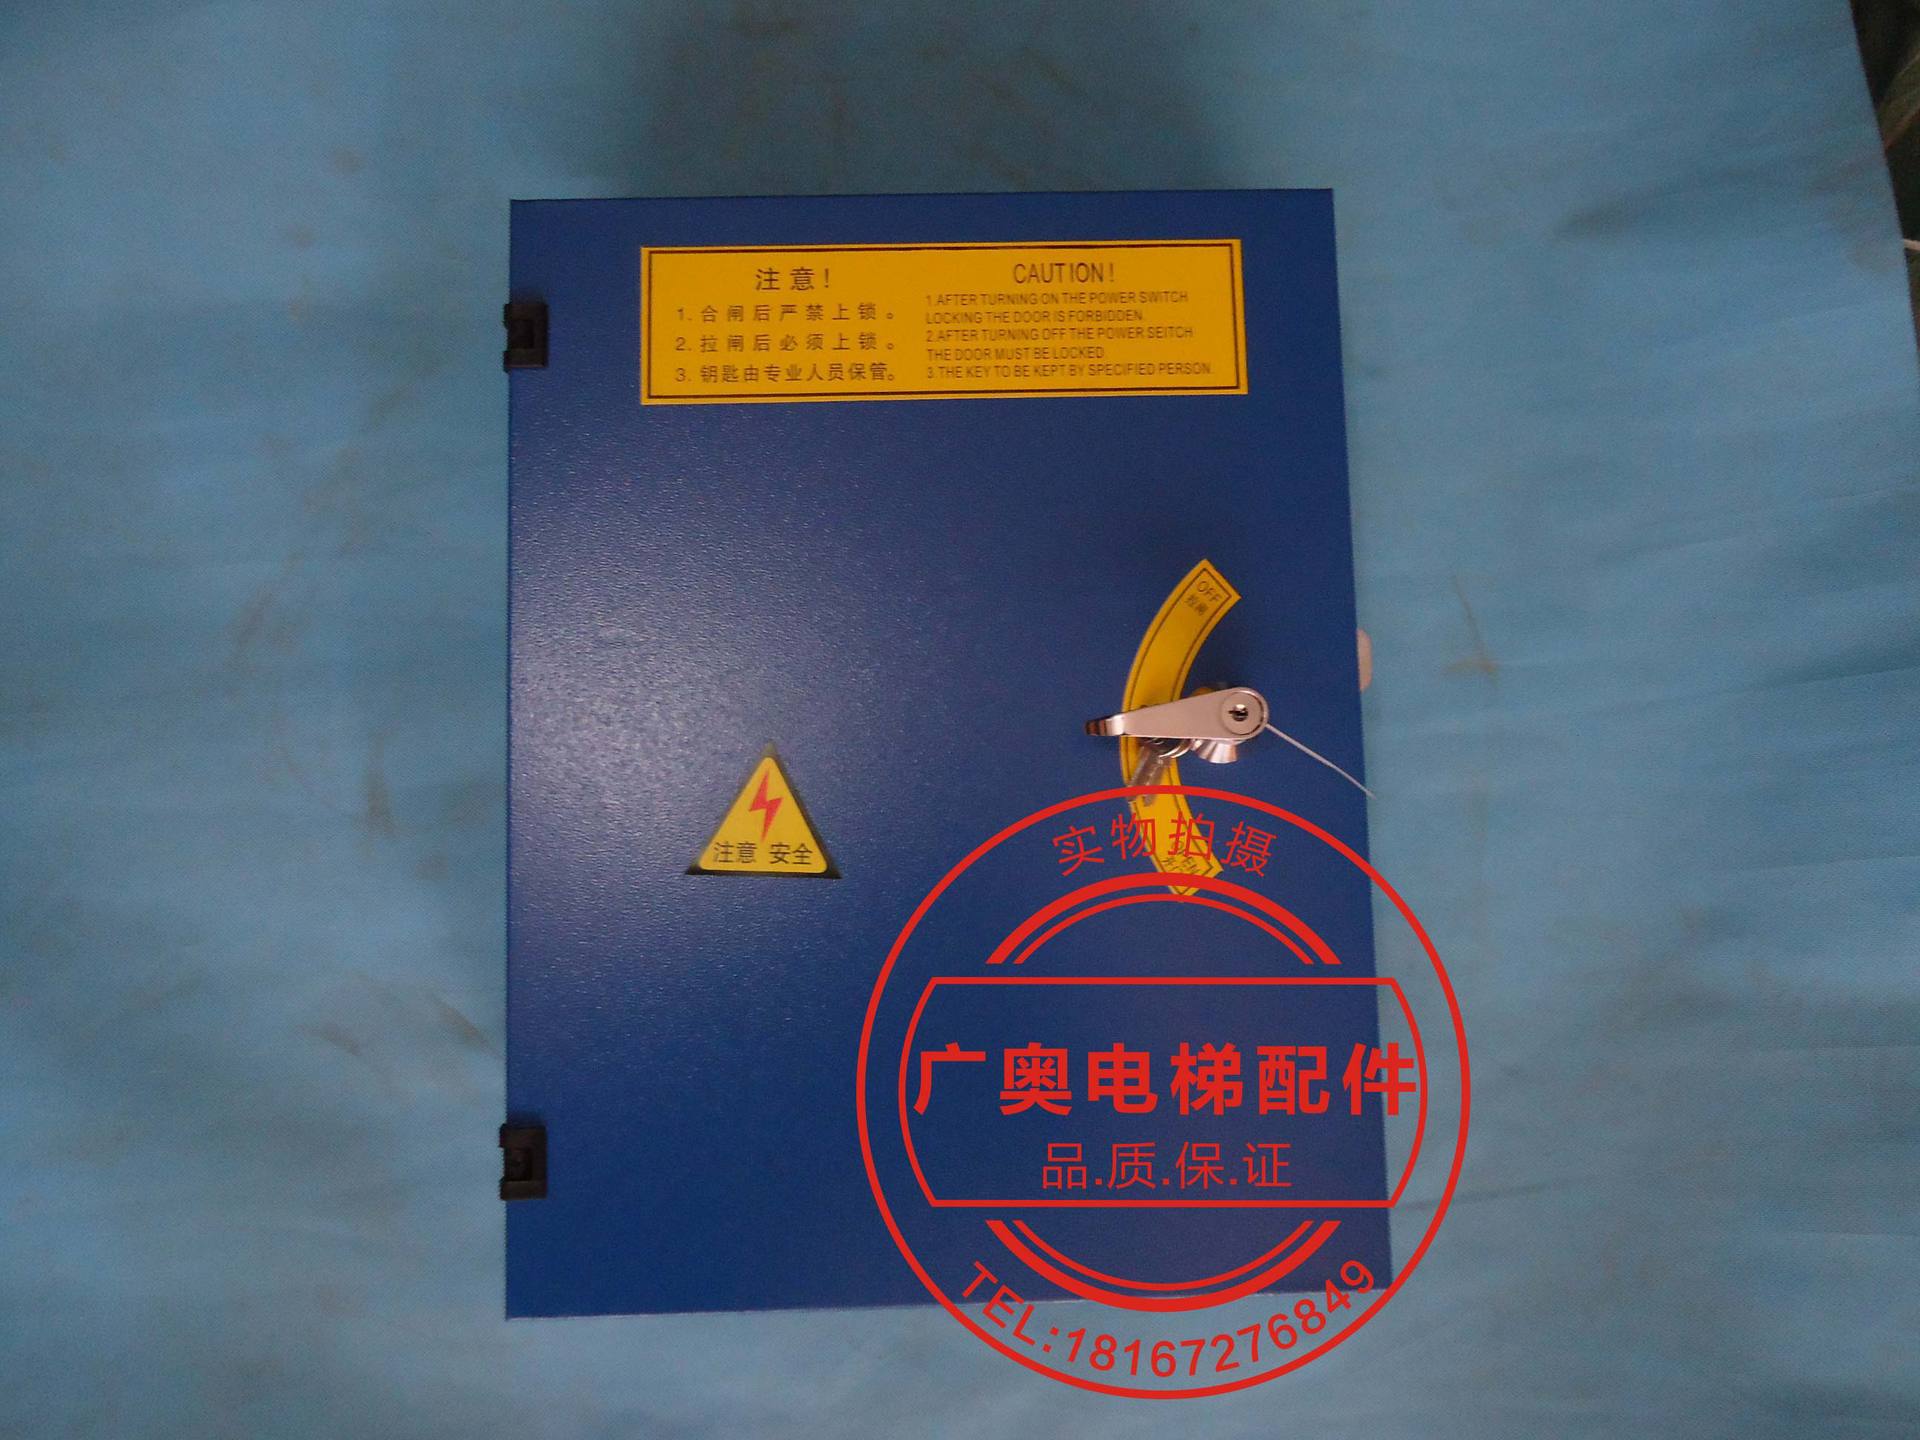 注意！
1. 合闸后严禁上锁。
2. 拉闸后必须上锁。
3. 钥匙由专业人员保管。
CAUTION!
1.AFTER TURNING ON THE POWER SWITCH
LOCKING THE DOOR IS FORBIDDEN
2.AFTER TURNING OFF THE POWER SEITCH
THE DOOR MUST BE LOCKED
3.THE KEY TO BE KEPT BY SPECIFIED PERSON
OFF
拉闸
注意 安全
实物拍摄
广奥电梯配件
品.质.保.证
TEL:18167276849